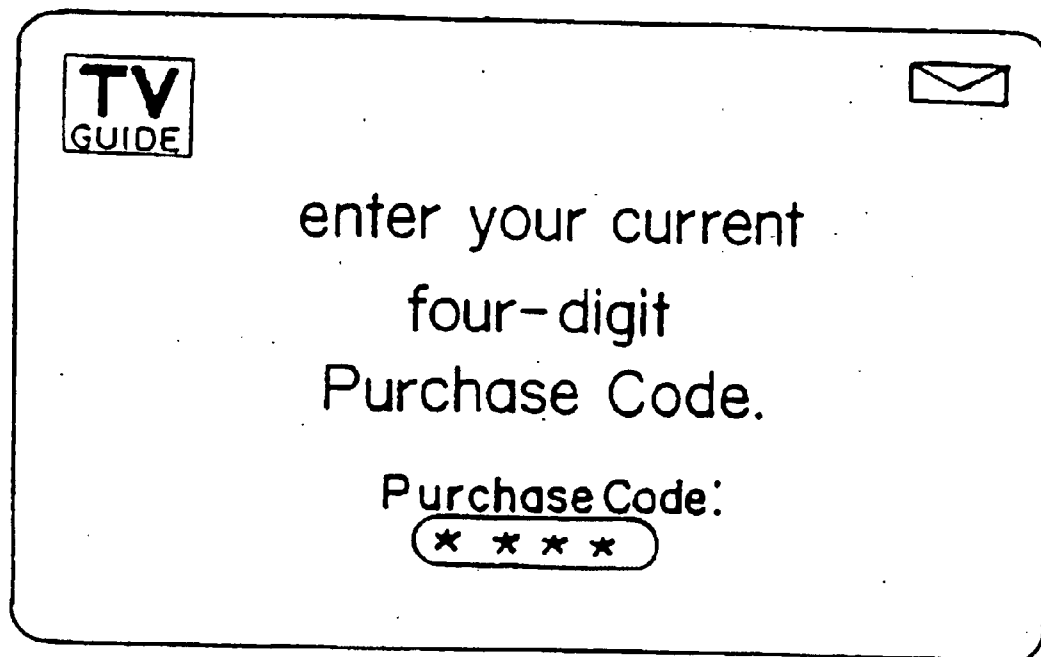 TV
GUIDE
enter your current
four-digit
Purchase Code.
Purchase Code:
* * * *